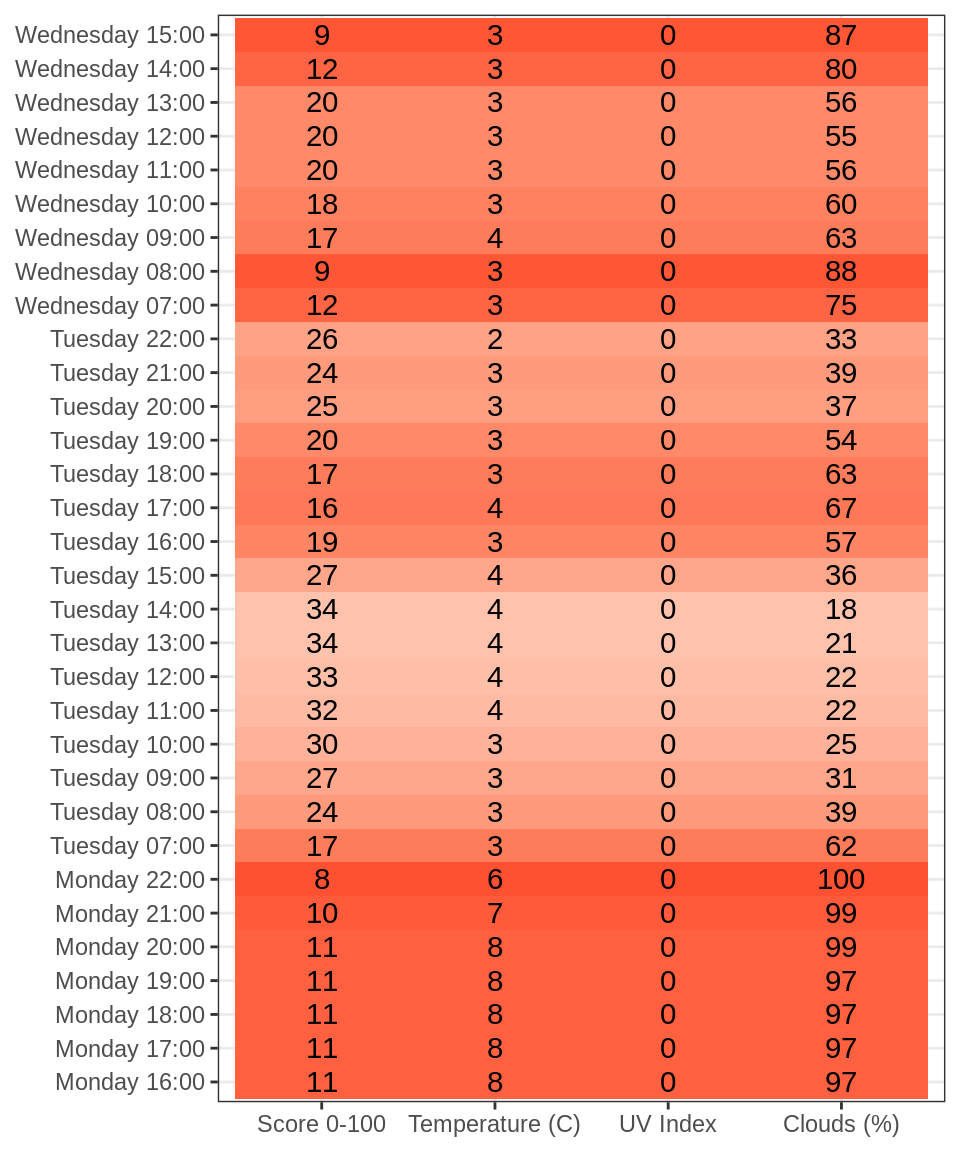 Wednesday 15:00 9 3 0 87
Wednesday 14:00 12 3 0 80
Wednesday 13:00 20 3 0 56
Wednesday 12:00 20 3 0 55
Wednesday 11:00 20 3 0 56
Wednesday 10:00 18 3 0 60
Wednesday 09:00 17 4 0 63
Wednesday 08:00 9 3 0 88
Wednesday 07:00 12 3 0 75
Tuesday 22:00 26 2 0 33
Tuesday 21:00 24 3 0 39
Tuesday 20:00 25 3 0 37
Tuesday 19:00 20 3 0 54
Tuesday 18:00 17 3 0 63
Tuesday 17:00 16 4 0 67
Tuesday 16:00 19 3 0 57
Tuesday 15:00 27 4 0 36
Tuesday 14:00 34 4 0 18
Tuesday 13:00 34 4 0 21
Tuesday 12:00 33 4 0 22
Tuesday 11:00 32 4 0 22
Tuesday 10:00 30 3 0 25
Tuesday 09:00 27 3 0 31
Tuesday 08:00 24 3 0 39
Tuesday 07:00 17 3 0 62
Monday 22:00 8 6 0 100
Monday 21:00 10 7 0 99
Monday 20:00 11 8 0 99
Monday 19:00 11 8 0 97
Monday 18:00 11 8 0 97
Monday 17:00 11 8 0 97
Monday 16:00 11 8 0 97
Score 0-100 Temperature (C) UV Index Clouds (%)